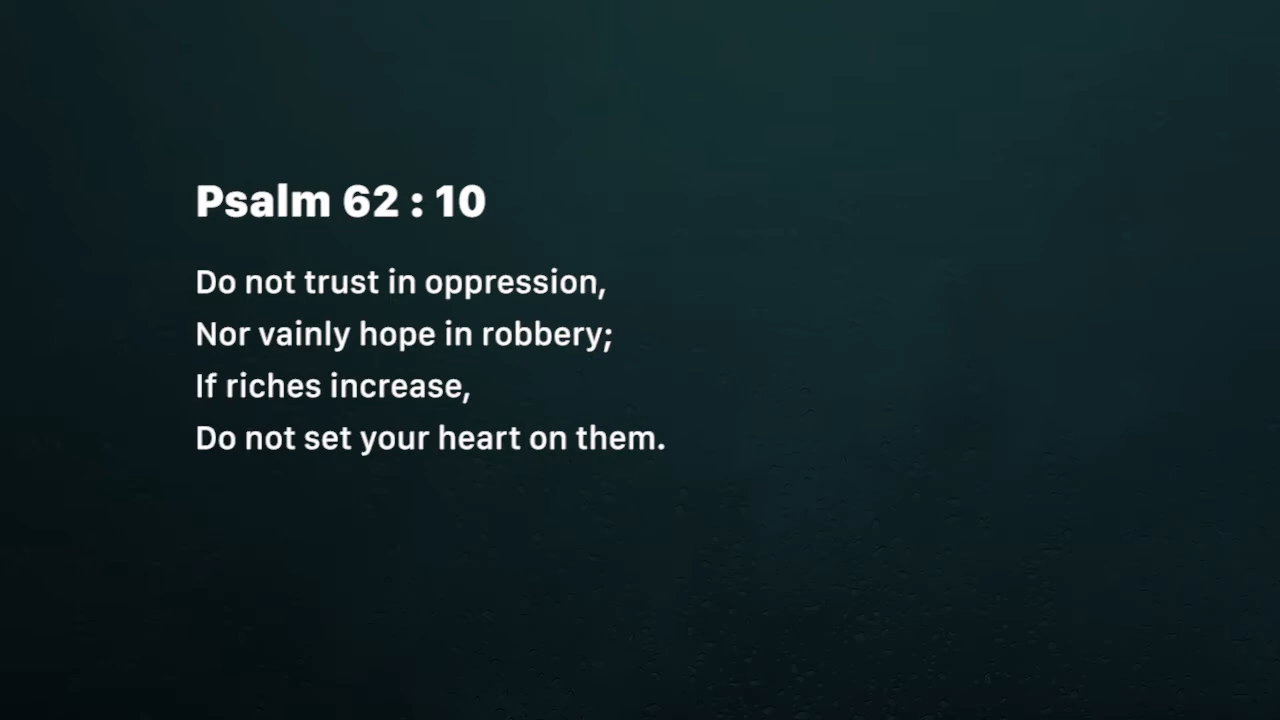 Psalm 62 : 10
Do not trust in oppression,
Nor vainly hope in robbery;
If riches increase,
Do not set your heart on them.